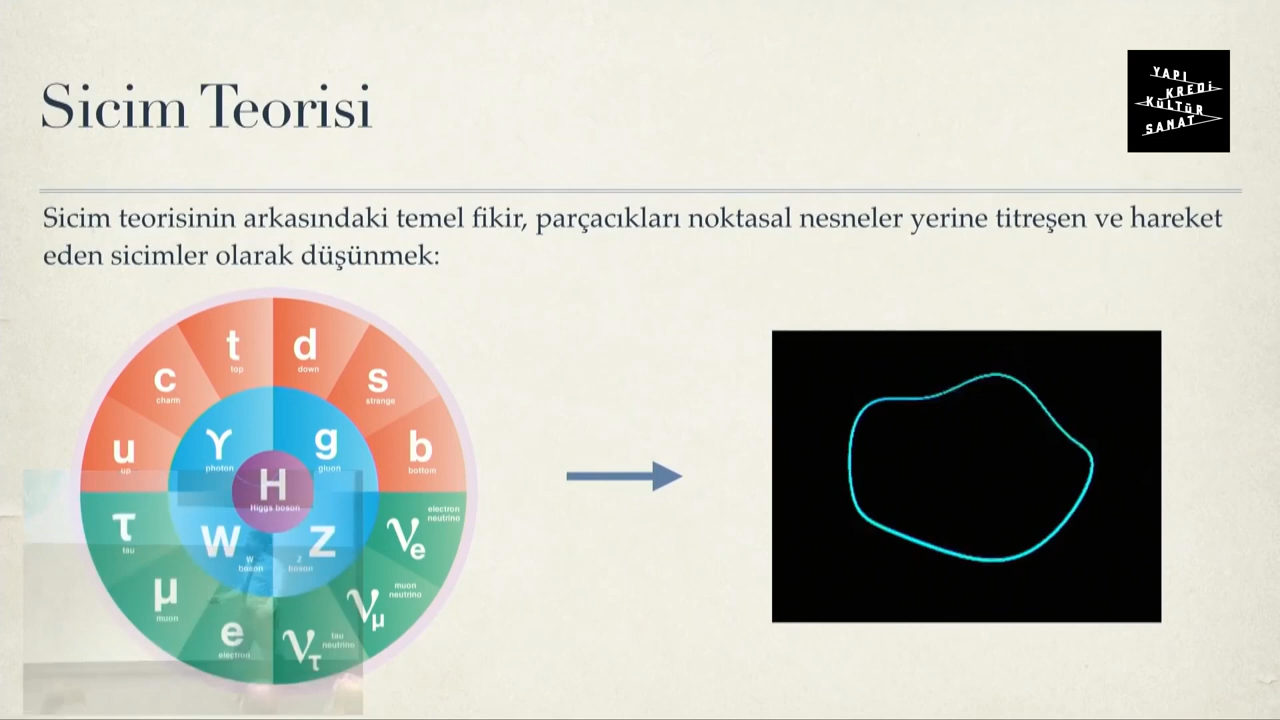 Sicim Teorisi
YAPI
KREDi
KüLTüR
SANAT
Sicim teorisinin arkasındaki temel fikir, parçacıkları noktasal nesneler yerine titreşen ve hareket
eden sicimler olarak düşünmek:
t
top
d
down
c
charm
s
strange
u
up
γ
photon
g
gluon
b
bottom
H
Higgs boson
τ
tau
W
W
boson
Z
Z
boson
νe
electron
neutrino
μ
muon
νμ
muon
neutrino
e
electron
ντ
tau
neutrino